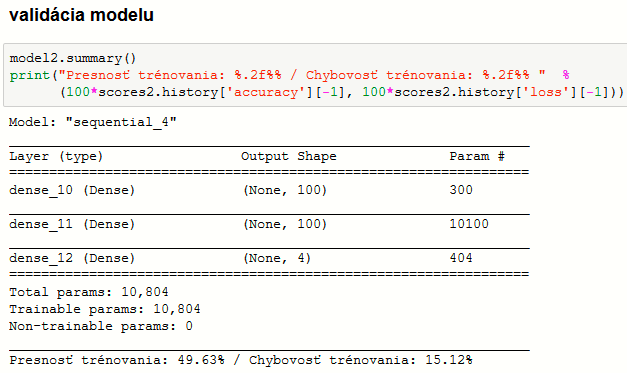 validácia modelu
model2.summary()
print("Presnosť trénovania: %.2f%% / Chybovosť trénovania: %.2f%% " %
(100*scores2.history['accuracy'][-1], 100*scores2.history['loss'][-1]))
Model: "sequential_4"
Layer (type) Output Shape Param #
dense_10 (Dense) (None, 100) 300
dense_11 (Dense) (None, 100) 10100
dense_12 (Dense) (None, 4) 404
Total params: 10,804
Trainable params: 10,804
Non-trainable params: 0
Presnosť trénovania: 49.63% / Chybovosť trénovania: 15.12%